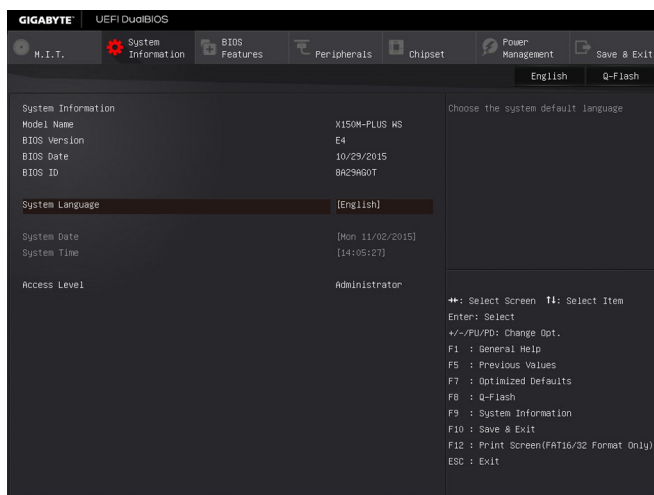 GIGABYTE™ UEFI DualBIOS
M.I.T.
System Information
BIOS Features
Peripherals
Chipset
Power Management
Save & Exit
English Q-Flash
System Information
Model Name X150M-PLUS WS
BIOS Version E4
BIOS Date 10/29/2015
BIOS ID 8A29AG0T
System Language [English]
System Date [Mon 11/02/2015]
System Time [14:05:27]
Access Level Administrator
Choose the system default language
→←: Select Screen ↑↓: Select Item
Enter: Select
+/-/PU/PD: Change Opt.
F1 : General Help
F5 : Previous Values
F7 : Optimized Defaults
F8 : Q-Flash
F9 : System Information
F10 : Save & Exit
F12 : Print Screen(FAT16/32 Format Only)
ESC : Exit